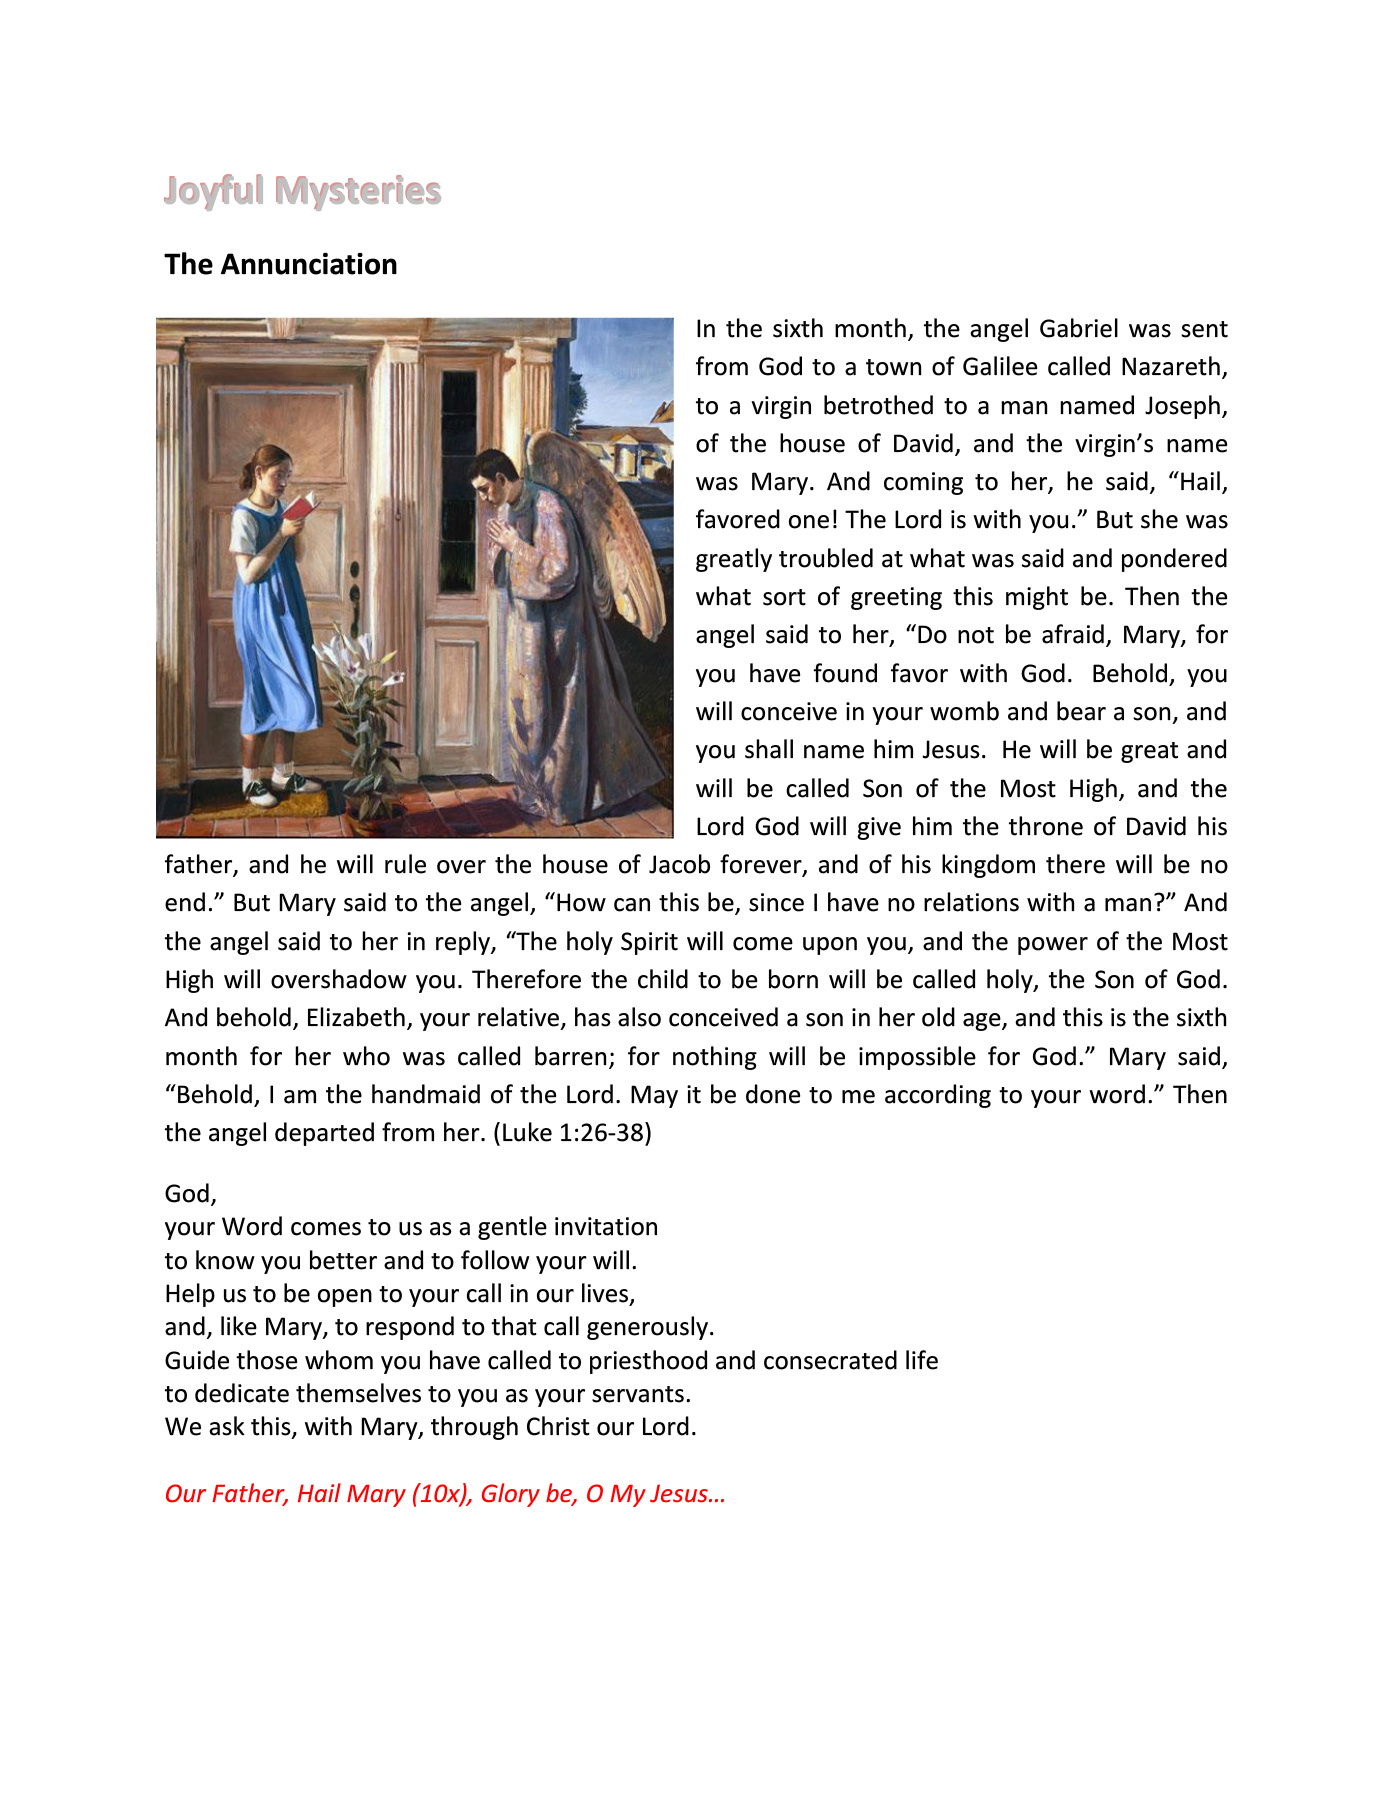 Joyful Mysteries
The Annunciation
In the sixth month, the angel Gabriel was sent
from God to a town of Galilee called Nazareth,
to a virgin betrothed to a man named Joseph,
of the house of David, and the virgin’s name
was Mary. And coming to her, he said, “Hail,
favored one! The Lord is with you.” But she was
greatly troubled at what was said and pondered
what sort of greeting this might be. Then the
angel said to her, “Do not be afraid, Mary, for
you have found favor with God.  Behold, you
will conceive in your womb and bear a son, and
you shall name him Jesus.  He will be great and
will be called Son of the Most High, and the
Lord God will give him the throne of David his
father, and he will rule over the house of Jacob forever, and of his kingdom there will be no
end.” But Mary said to the angel, “How can this be, since I have no relations with a man?” And
the angel said to her in reply, “The holy Spirit will come upon you, and the power of the Most
High will overshadow you. Therefore the child to be born will be called holy, the Son of God.
And behold, Elizabeth, your relative, has also conceived a son in her old age, and this is the sixth
month for her who was called barren; for nothing will be impossible for God.” Mary said,
“Behold, I am the handmaid of the Lord. May it be done to me according to your word.” Then
the angel departed from her. (Luke 1:26-38)
God,
your Word comes to us as a gentle invitation
to know you better and to follow your will.
Help us to be open to your call in our lives,
and, like Mary, to respond to that call generously.
Guide those whom you have called to priesthood and consecrated life
to dedicate themselves to you as your servants.
We ask this, with Mary, through Christ our Lord.
Our Father, Hail Mary (10x), Glory be, O My Jesus…